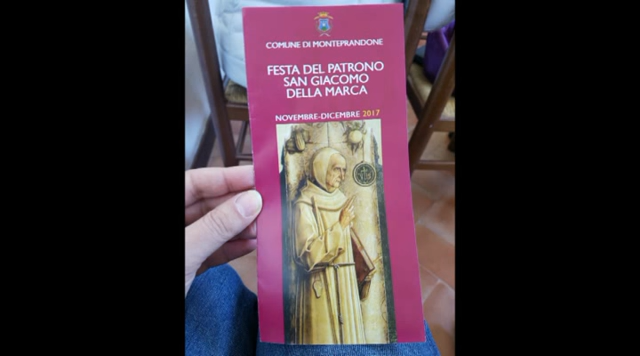 COMUNE DI MONTEPRANDONE
FESTA DEL PATRONO
SAN GIACOMO
DELLA MARCA
NOVEMBRE-DICEMBRE 2017